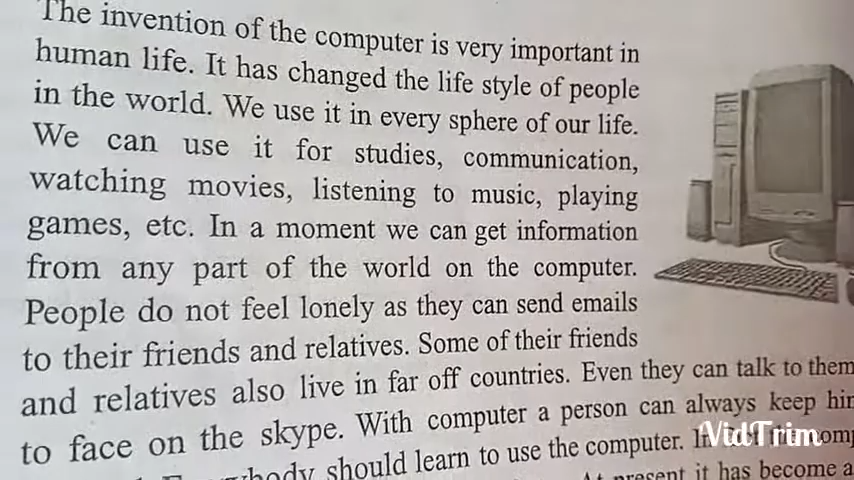 The invention of the computer is very important in
human life. It has changed the life style of people
in the world. We use it in every sphere of our life.
We can use it for studies, communication,
watching movies, listening to music, playing
games, etc. In a moment we can get information
from any part of the world on the computer.
People do not feel lonely as they can send emails
to their friends and relatives. Some of their friends
and relatives also live in far off countries. Even they can talk to them
to face on the skype. With computer a person can always keep
should learn to use the computer.
At present it has become a
VidTrim